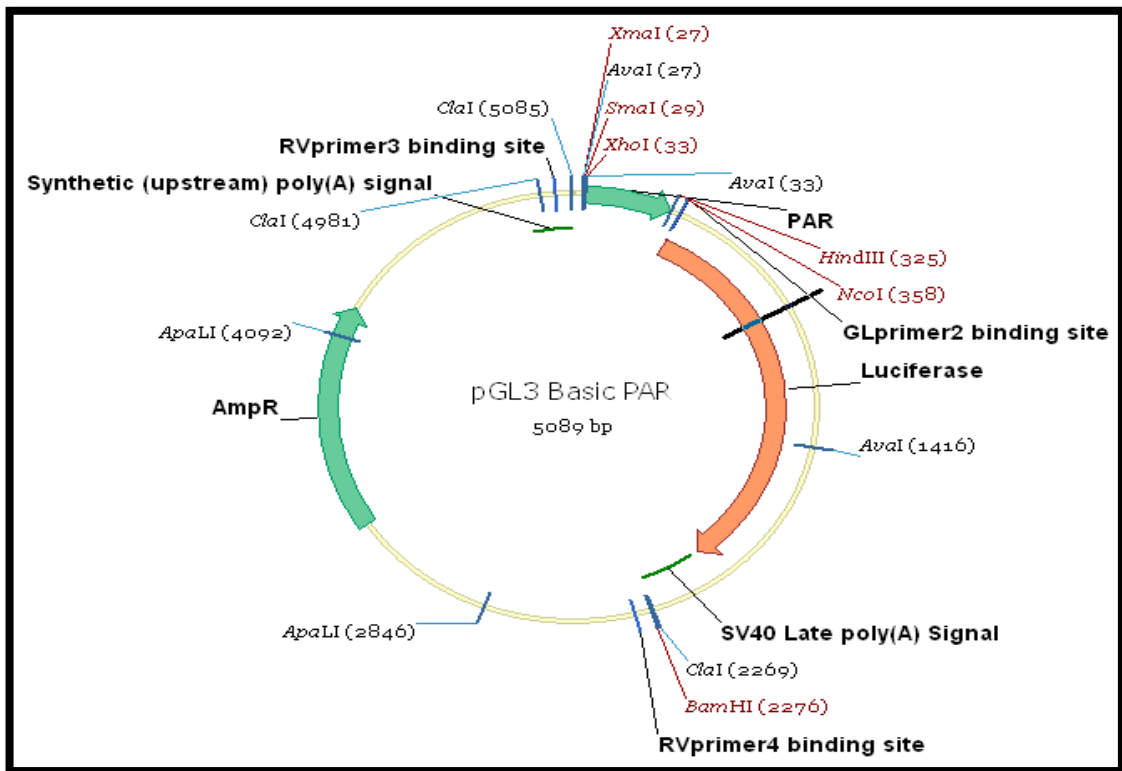 XmaI (27)
AvaI (27)
ClaI (5085)
SmaI (29)
RVprimer3 binding site
XhoI (33)
Synthetic (upstream) poly(A) signal
AvaI (33)
ClaI (4981)
PAR
HindIII (325)
NcoI (358)
ApaLI (4092)
GLprimer2 binding site
Luciferase
pGL3 Basic PAR
AmpR
5089 bp
AvaI (1416)
ApaLI (2846)
SV40 Late poly(A) Signal
ClaI (2269)
BamHI (2276)
RVprimer4 binding site